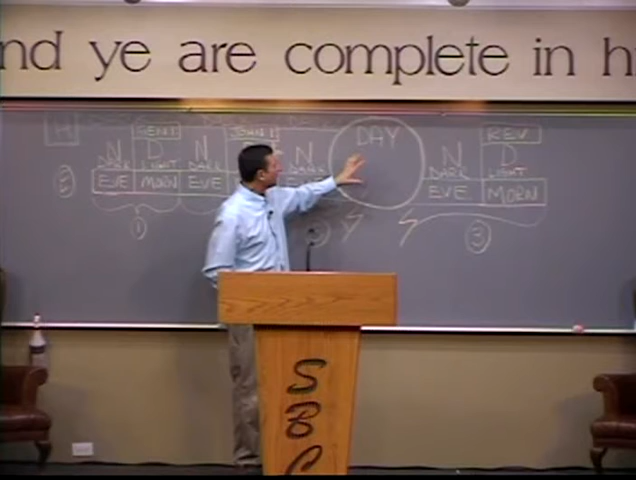 nd ye are complete in h
H GEN 1 JOHN 1 DAY REV
N D N N N D
DARK LIGHT DARK DARK LIGHT
EVE MORN EVE EVE MORN
1 3
SBC